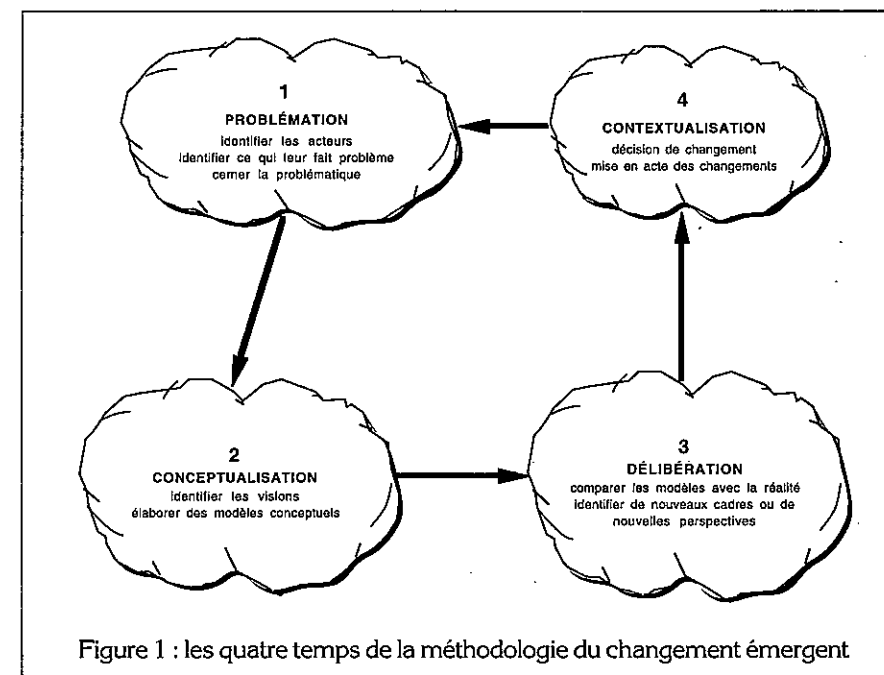 1
PROBLÉMATION
identifier les acteurs
identifier ce qui leur fait problème
cerner la problématique
2
CONCEPTUALISATION
identifier les visions
élaborer des modèles conceptuels
3
DÉLIBÉRATION
comparer les modèles avec la réalité
identifier de nouveaux cadres ou de
nouvelles perspectives
4
CONTEXTUALISATION
décision de changement
mise en acte des changements
Figure 1 : les quatre temps de la méthodologie du changement émergent